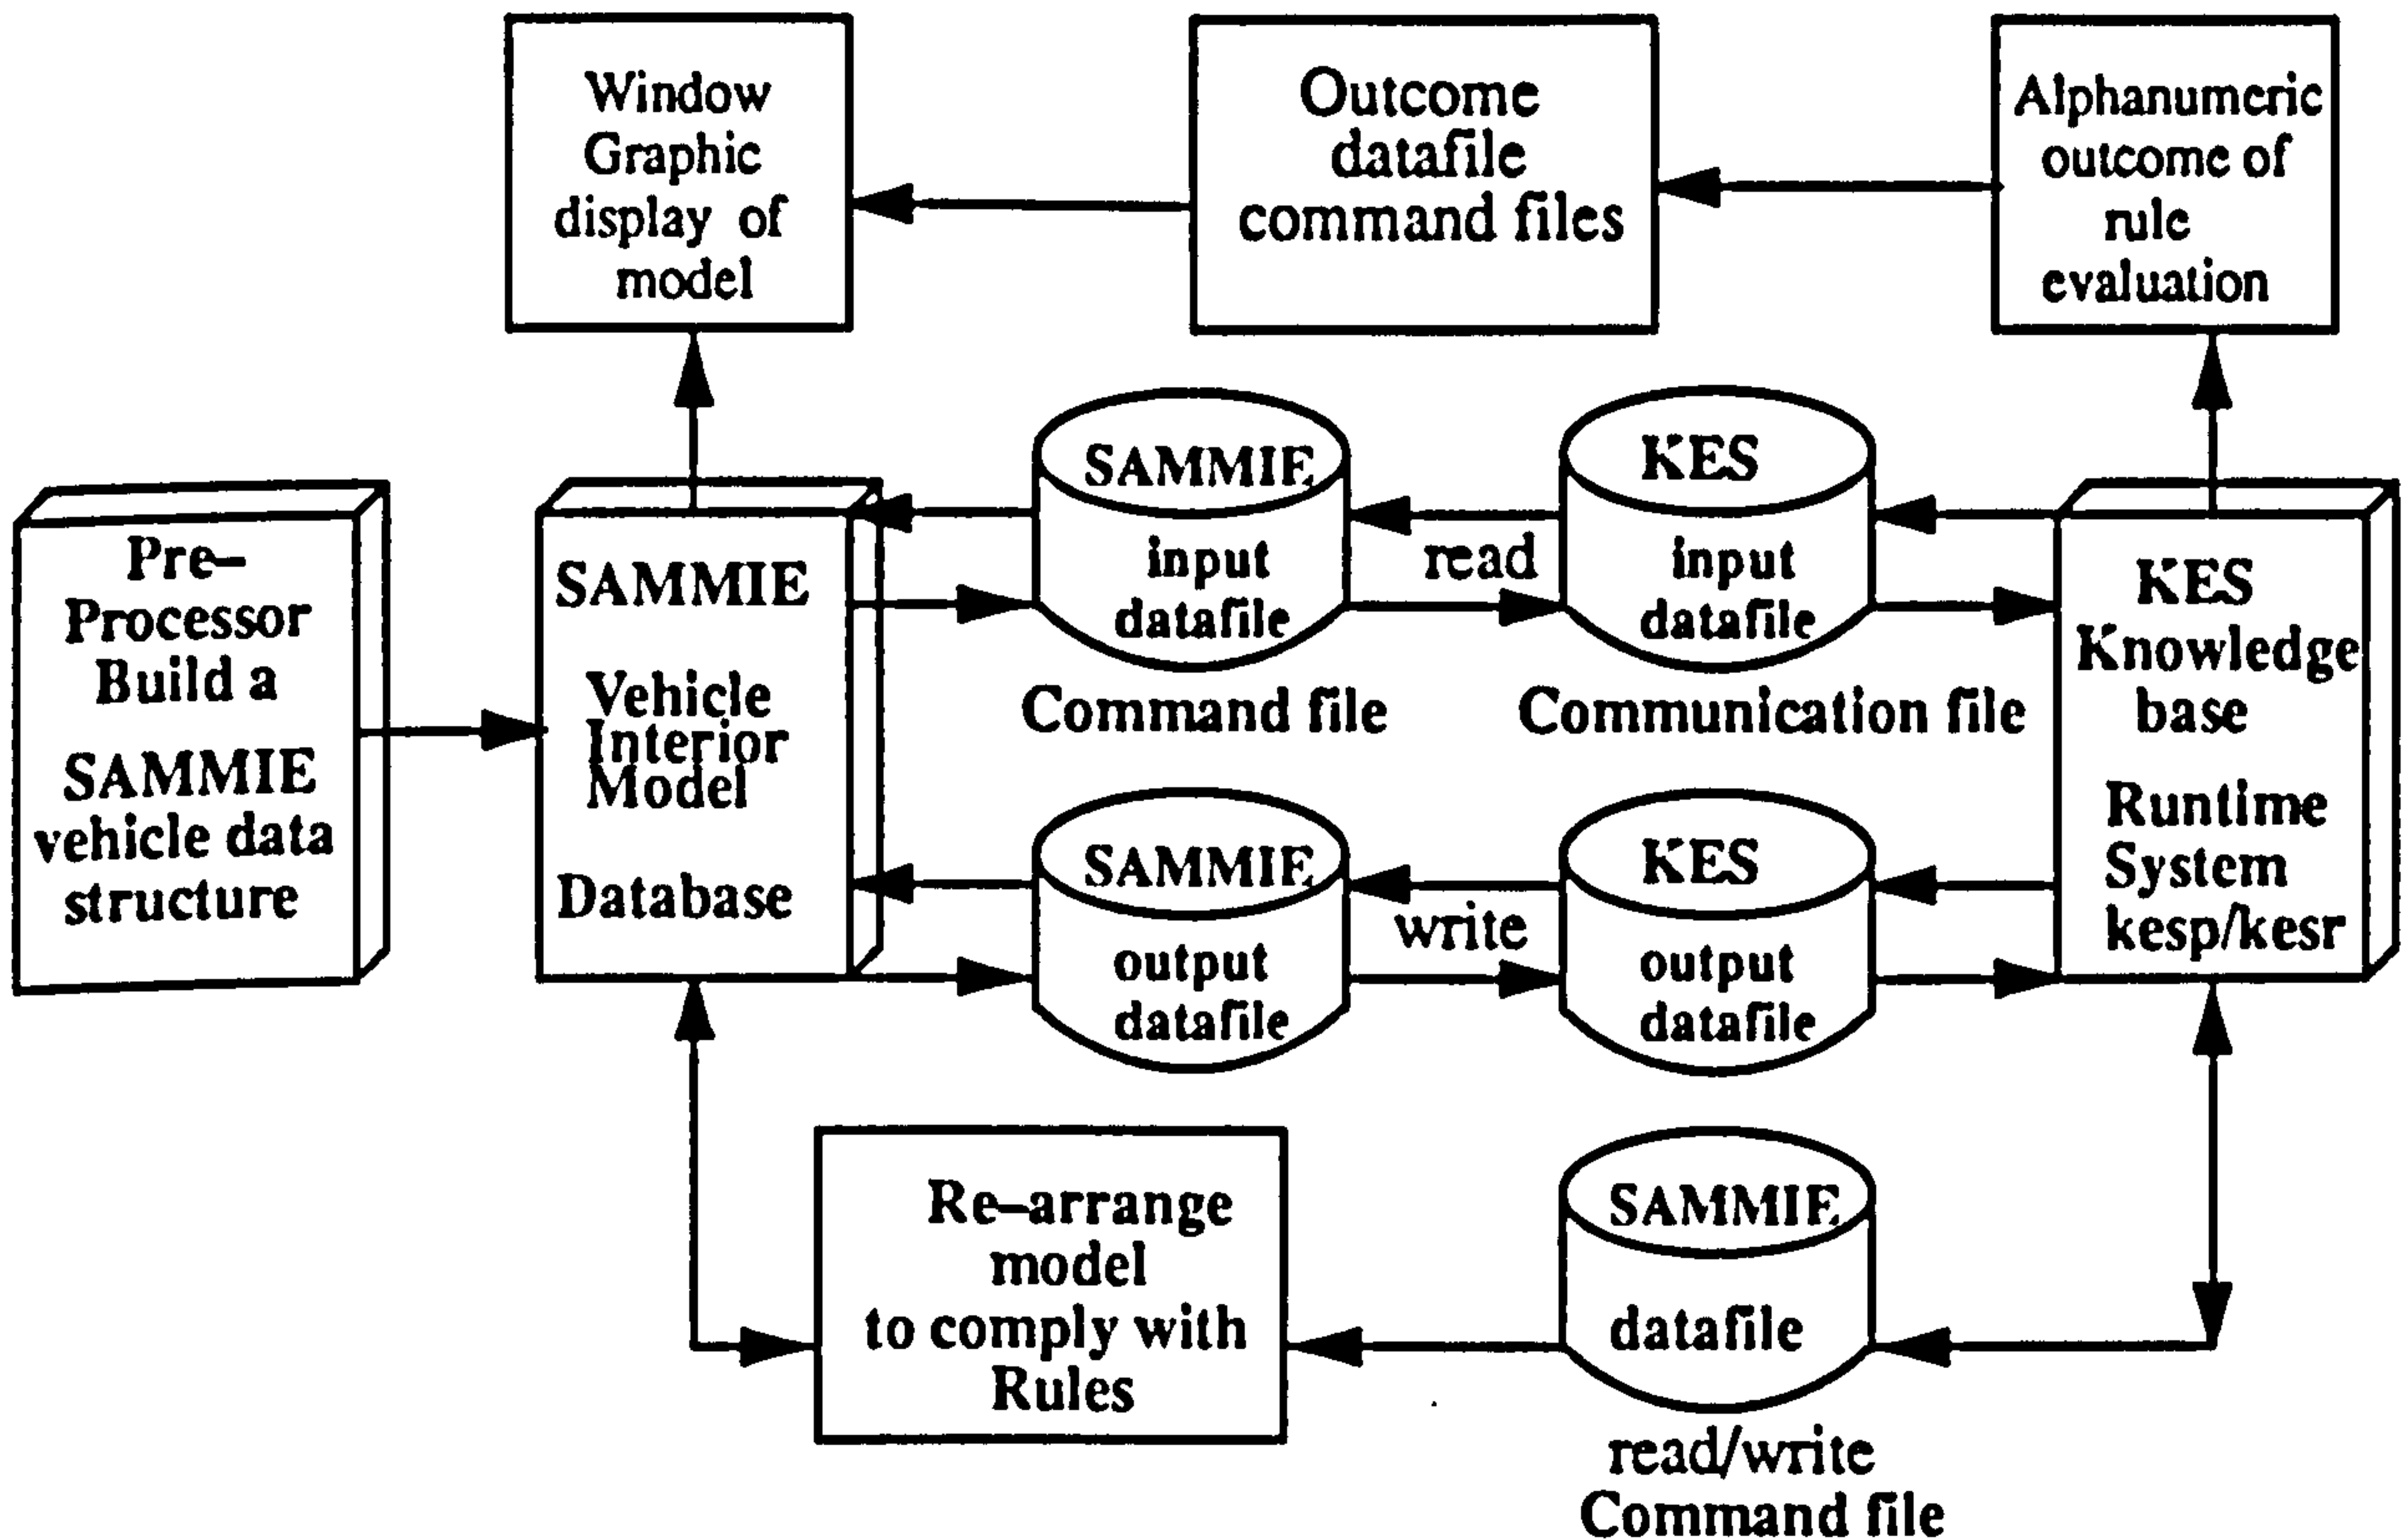 Window
Graphic
display of
model
Outcome
datafile
command files
Alphanumeric
outcome of
rule
evaluation
Pre–
Processor
Build a
SAMMIE
vehicle data
structure
SAMMIE
Vehicle
Interior
Model
Database
SAMMIE
input
datafile
Command file
read
KES
input
datafile
Communication file
KES
Knowledge
base
Runtime
System
kesp/kesr
SAMMIE
output
datafile
write
KES
output
datafile
Re–arrange
model
to comply with
Rules
SAMMIE
datafile
read/write
Command file